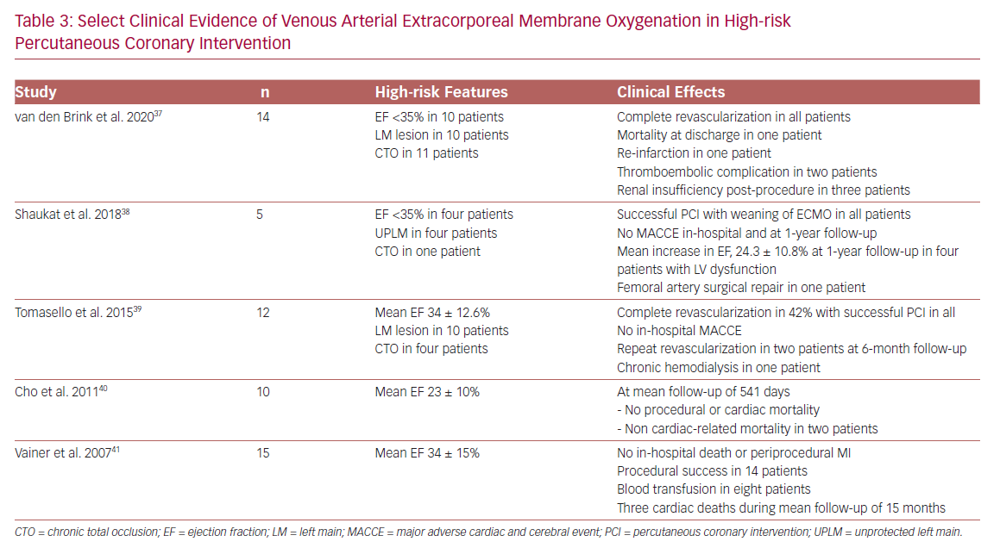 Table 3: Select Clinical Evidence of Venous Arterial Extracorporeal Membrane Oxygenation in High-risk
Percutaneous Coronary Intervention
Study n High-risk Features Clinical Effects
van den Brink et al. 2020³⁷ 14 EF <35% in 10 patients Complete revascularization in all patients
LM lesion in 10 patients Mortality at discharge in one patient
CTO in 11 patients Re-infarction in one patient
Thromboembolic complication in two patients
Renal insufficiency post-procedure in three patients
Shaukat et al. 2018³⁸ 5 EF <35% in four patients Successful PCI with weaning of ECMO in all patients
UPLM in four patients No MACCE in-hospital and at 1-year follow-up
CTO in one patient Mean increase in EF, 24.3 ± 10.8% at 1-year follow-up in four
patients with LV dysfunction
Femoral artery surgical repair in one patient
Tomasello et al. 2015³⁹ 12 Mean EF 34 ± 12.6% Complete revascularization in 42% with successful PCI in all
LM lesion in 10 patients No in-hospital MACCE
CTO in four patients Repeat revascularization in two patients at 6-month follow-up
Chronic hemodialysis in one patient
Cho et al. 2011⁴⁰ 10 Mean EF 23 ± 10% At mean follow-up of 541 days
- No procedural or cardiac mortality
- Non cardiac-related mortality in two patients
Vainer et al. 2007⁴¹ 15 Mean EF 34 ± 15% No in-hospital death or periprocedural MI
Procedural success in 14 patients
Blood transfusion in eight patients
Three cardiac deaths during mean follow-up of 15 months
CTO = chronic total occlusion; EF = ejection fraction; LM = left main; MACCE = major adverse cardiac and cerebral event; PCI = percutaneous coronary intervention; UPLM = unprotected left main.